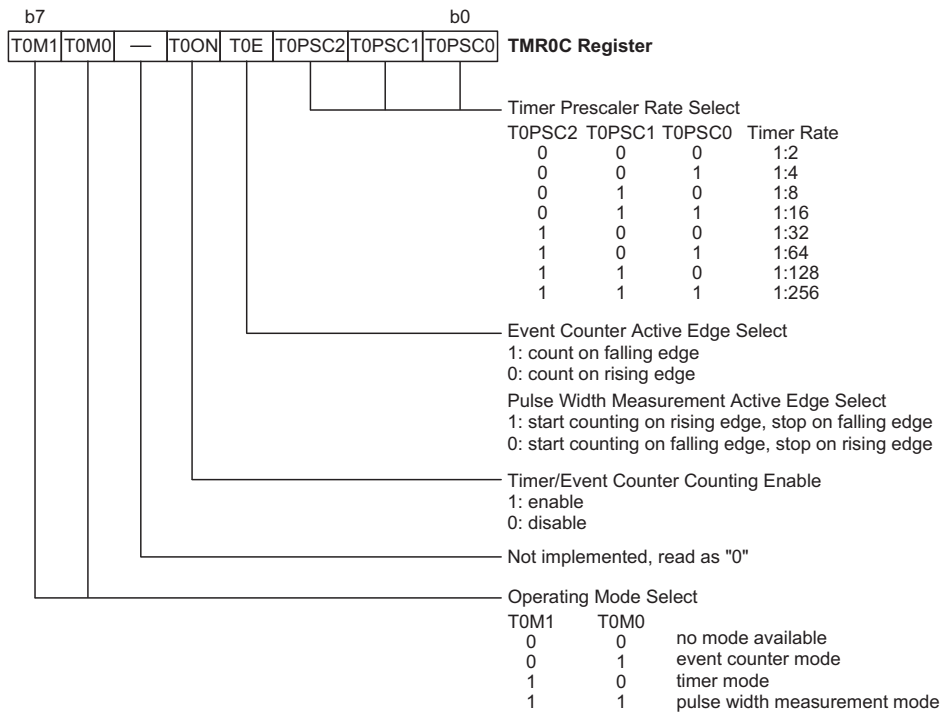 b7 b0
T0M1 T0M0 — T0ON T0E T0PSC2 T0PSC1 T0PSC0 TMR0C Register
Timer Prescaler Rate Select
T0PSC2 T0PSC1 T0PSC0 Timer Rate
0 0 0 1:2
0 0 1 1:4
0 1 0 1:8
0 1 1 1:16
1 0 0 1:32
1 0 1 1:64
1 1 0 1:128
1 1 1 1:256
Event Counter Active Edge Select
1: count on falling edge
0: count on rising edge
Pulse Width Measurement Active Edge Select
1: start counting on rising edge, stop on falling edge
0: start counting on falling edge, stop on rising edge
Timer/Event Counter Counting Enable
1: enable
0: disable
Not implemented, read as "0"
Operating Mode Select
T0M1 T0M0
0 0 no mode available
0 1 event counter mode
1 0 timer mode
1 1 pulse width measurement mode